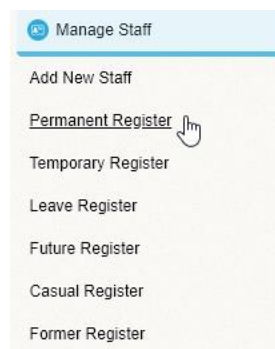 Manage Staff
Add New Staff
Permanent Register
Temporary Register
Leave Register
Future Register
Casual Register
Former Register